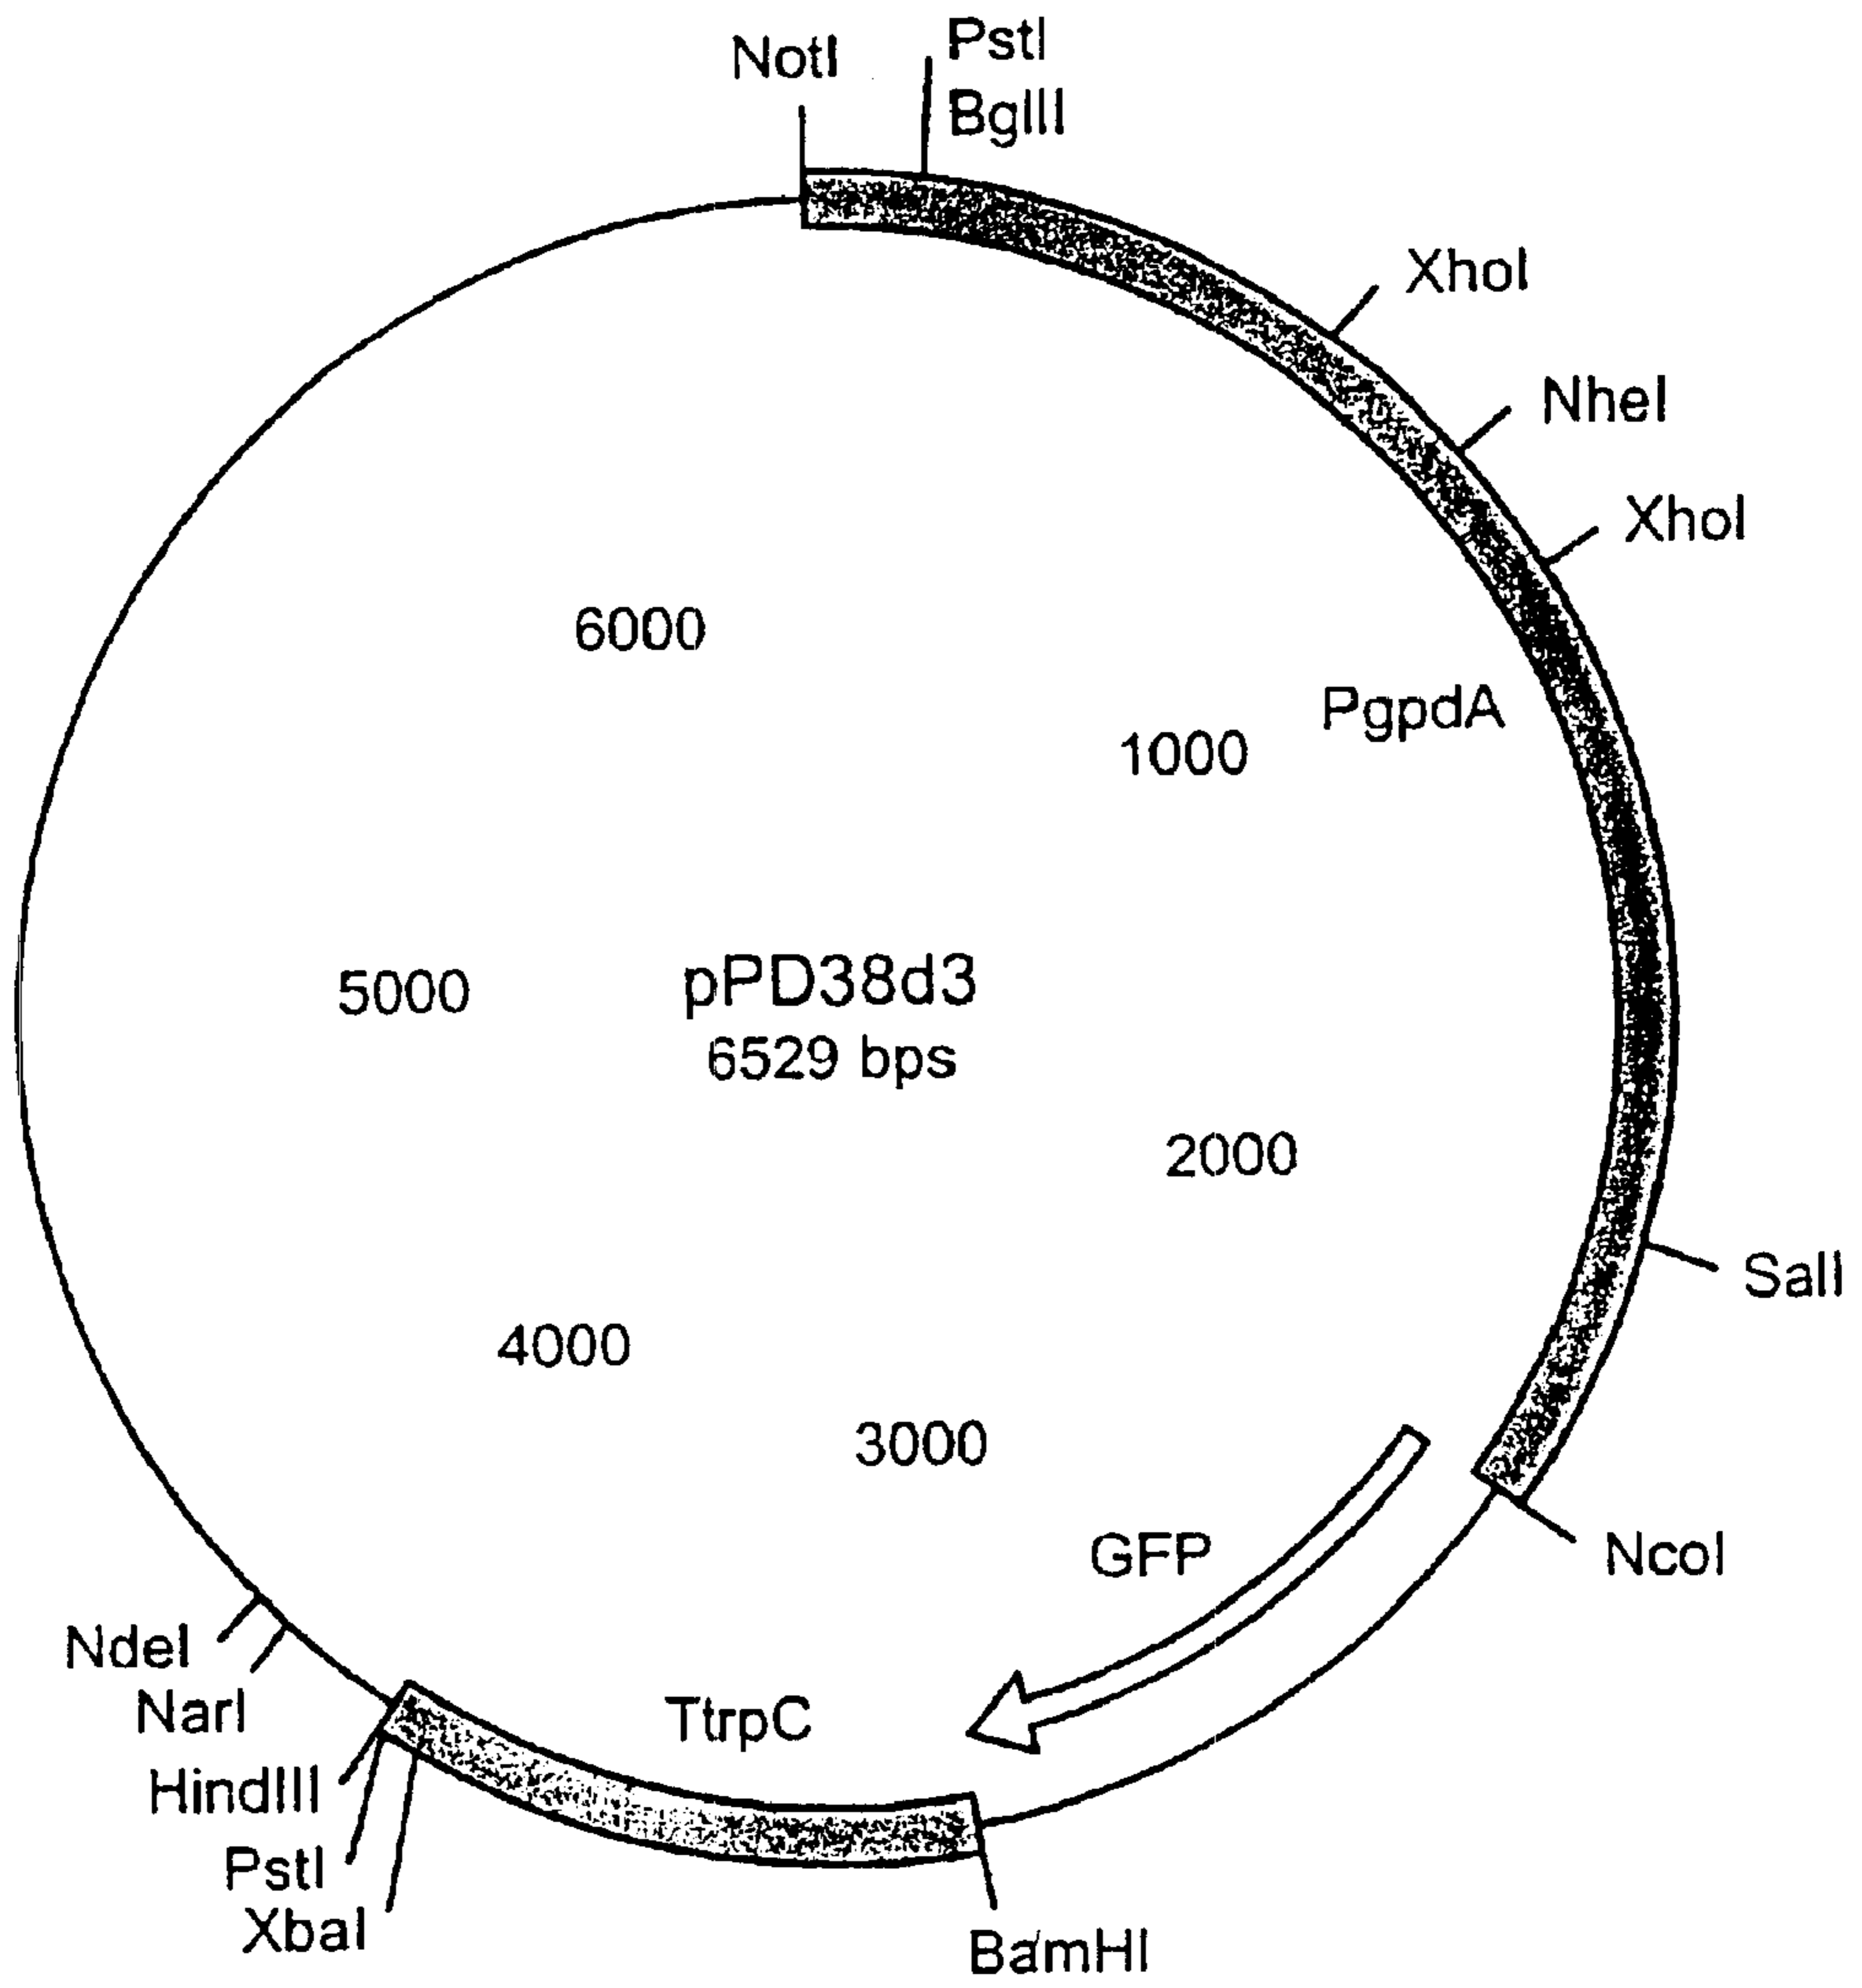 NotI
PstI
BglII
XhoI
NheI
XhoI
6000
PgpdA
1000
5000
pPD38d3
6529 bps
2000
SalI
4000
3000
GFP
NcoI
NdeI
NarI
TtrpC
HindIII
PstI
XbaI
BamHI